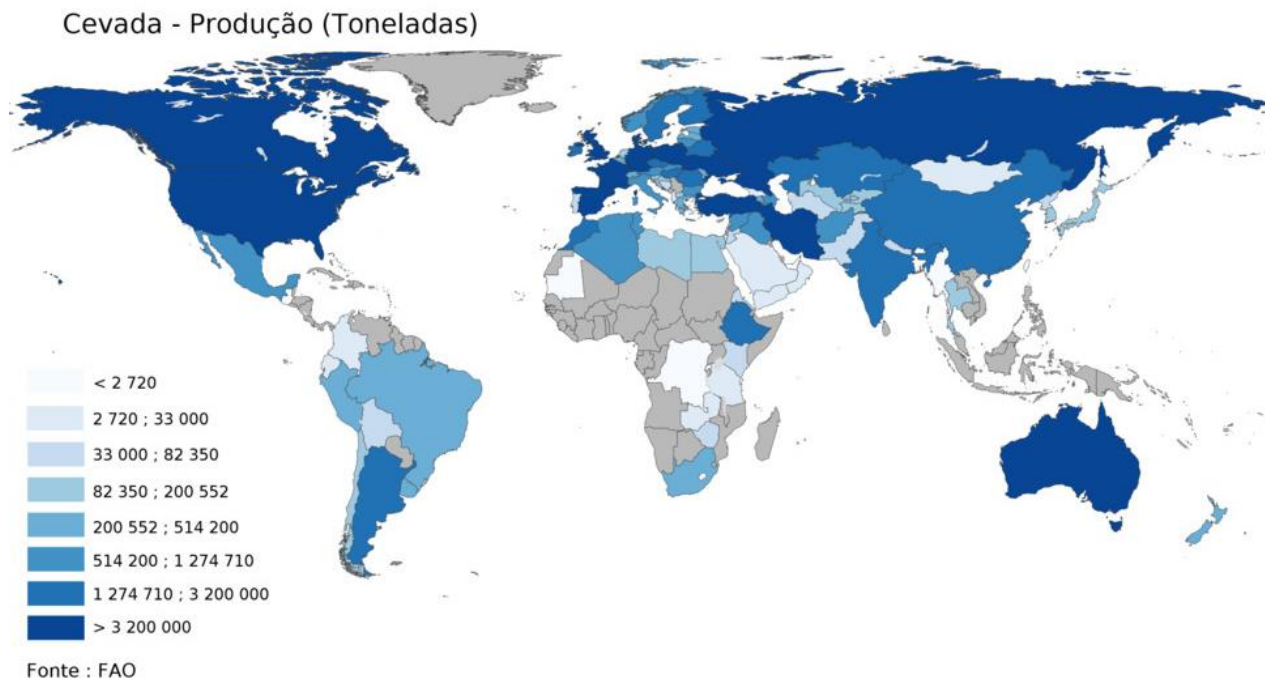 Cevada - Produção (Toneladas)
< 2 720
2 720 ; 33 000
33 000 ; 82 350
82 350 ; 200 552
200 552 ; 514 200
514 200 ; 1 274 710
1 274 710 ; 3 200 000
> 3 200 000
Fonte : FAO